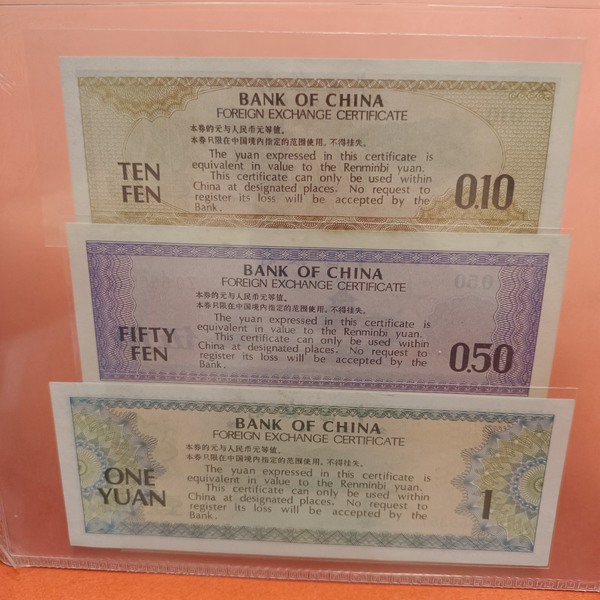 BANK OF CHINA
FOREIGN EXCHANGE CERTIFICATE
本券的元与人民币元等值。
本券只限在中国境内指定的范围使用，不得挂失。
The yuan expressed in this certificate is
equivalent in value to the Renminbi yuan.
This certificate can only be used within
China at designated places. No request to
register its loss will be accepted by the
Bank.
TEN
FEN
0.10
BANK OF CHINA
FOREIGN EXCHANGE CERTIFICATE
本券的元与人民币元等值。
本券只限在中国境内指定的范围使用，不得挂失。
The yuan expressed in this certificate is
equivalent in value to the Renminbi yuan.
This certificate can only be used within
China at designated places. No request to
register its loss will be accepted by the
Bank.
FIFTY
FEN
0.50
BANK OF CHINA
FOREIGN EXCHANGE CERTIFICATE
本券的元与人民币元等值。
本券只限在中国境内指定的范围使用，不得挂失。
The yuan expressed in this certificate is
equivalent in value to the Renminbi yuan.
This certificate can only be used within
China at designated places. No request to
register its loss will be accepted by the
Bank.
ONE
YUAN
1